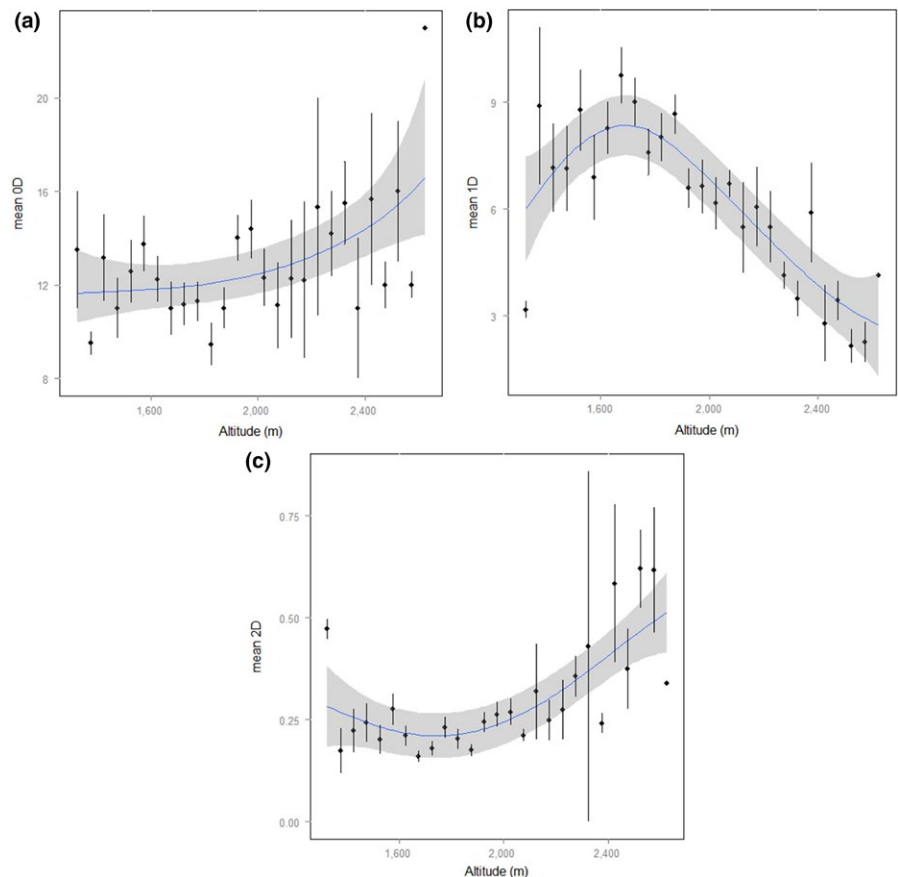 (a)
mean 0D
20
16
12
8
1,600 2,000 2,400
Altitude (m)
(b)
mean 1D
9
6
3
1,600 2,000 2,400
Altitude (m)
(c)
mean 2D
0.75
0.50
0.25
0.00
1,600 2,000 2,400
Altitude (m)